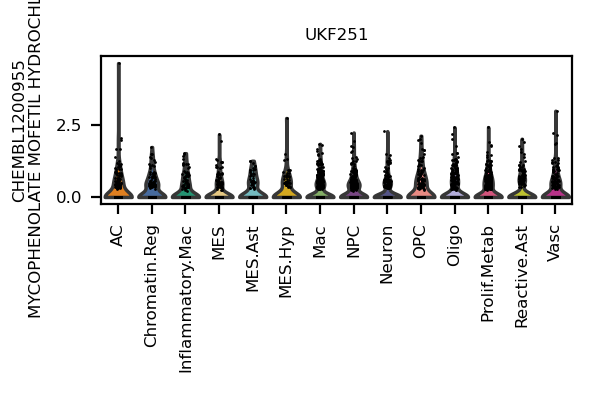 UKF251
CHEMBL1200955
MYCOPHENOLATE MOFETIL
2.5
0.0
AC
Chromatin.Reg
Inflammatory.Mac
MES
MES.Ast
MES.Hyp
Mac
NPC
Neuron
OPC
Oligo
Prolif.Metab
Reactive.Ast
Vasc